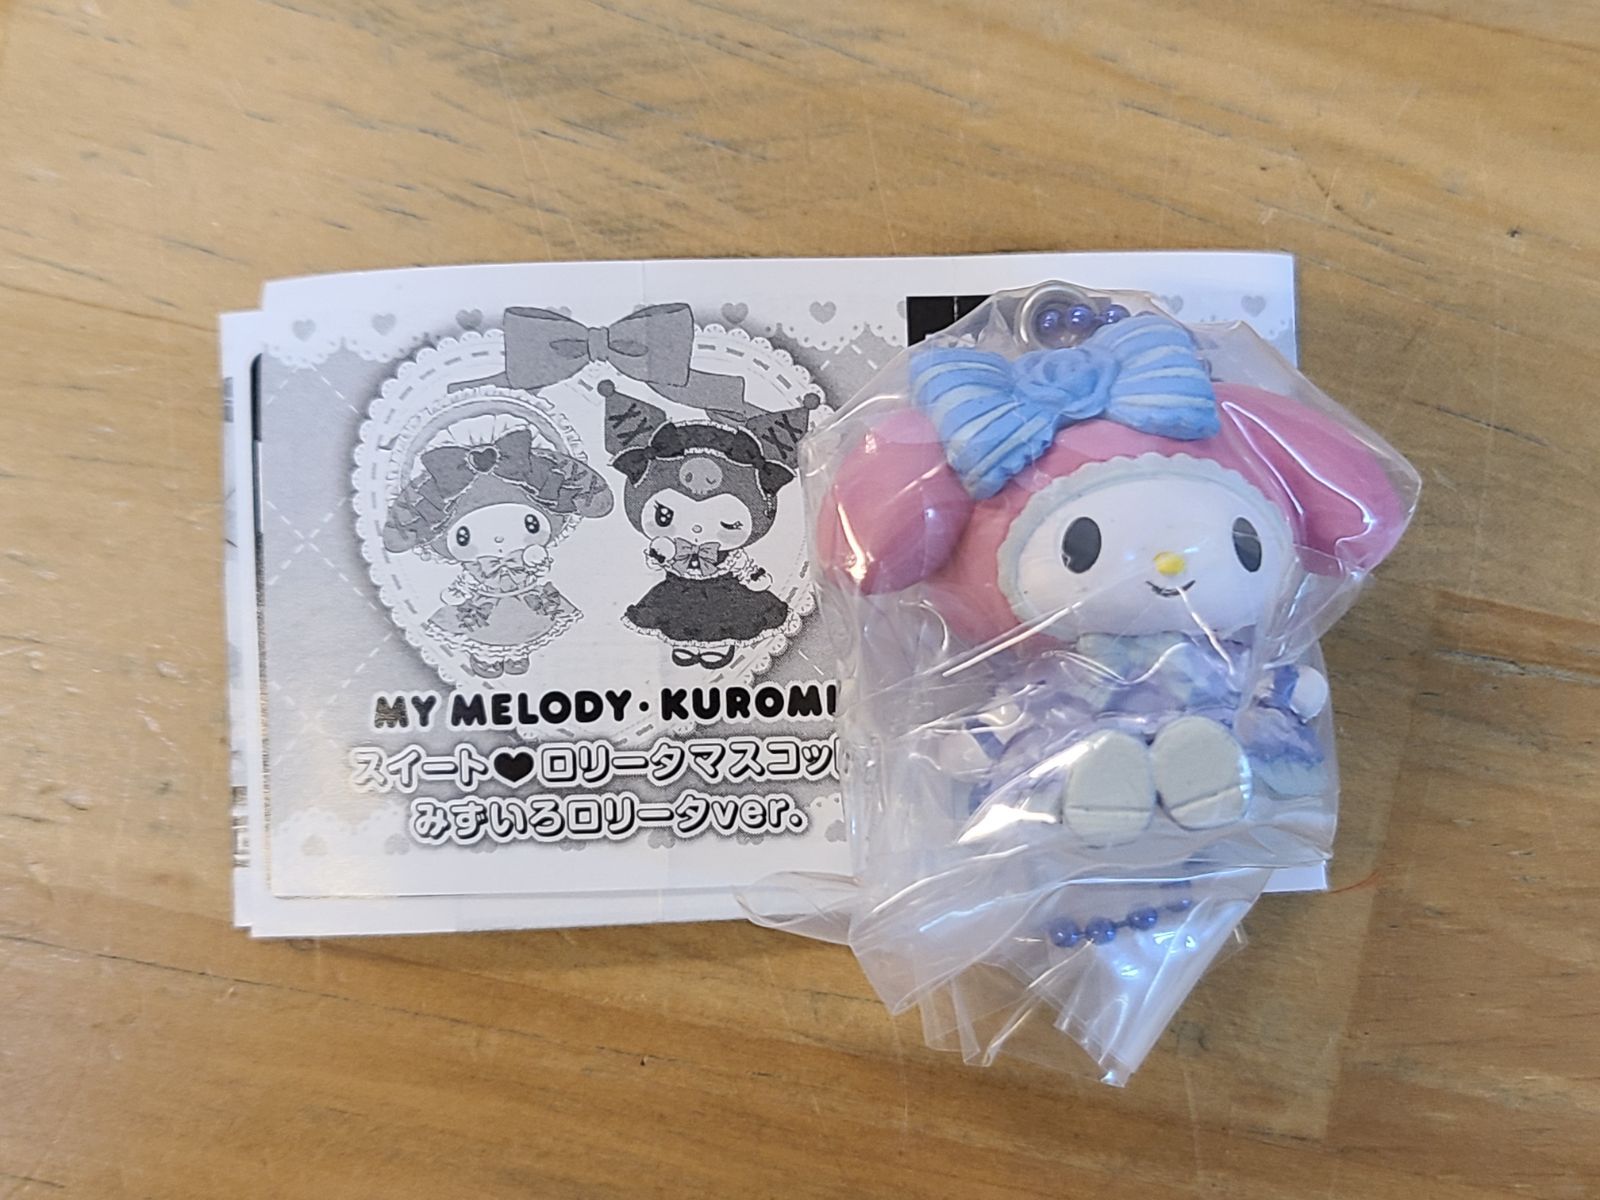 MY MELODY・KUROMI
スイート♥ロリータマスコット
みずいろロリータver.